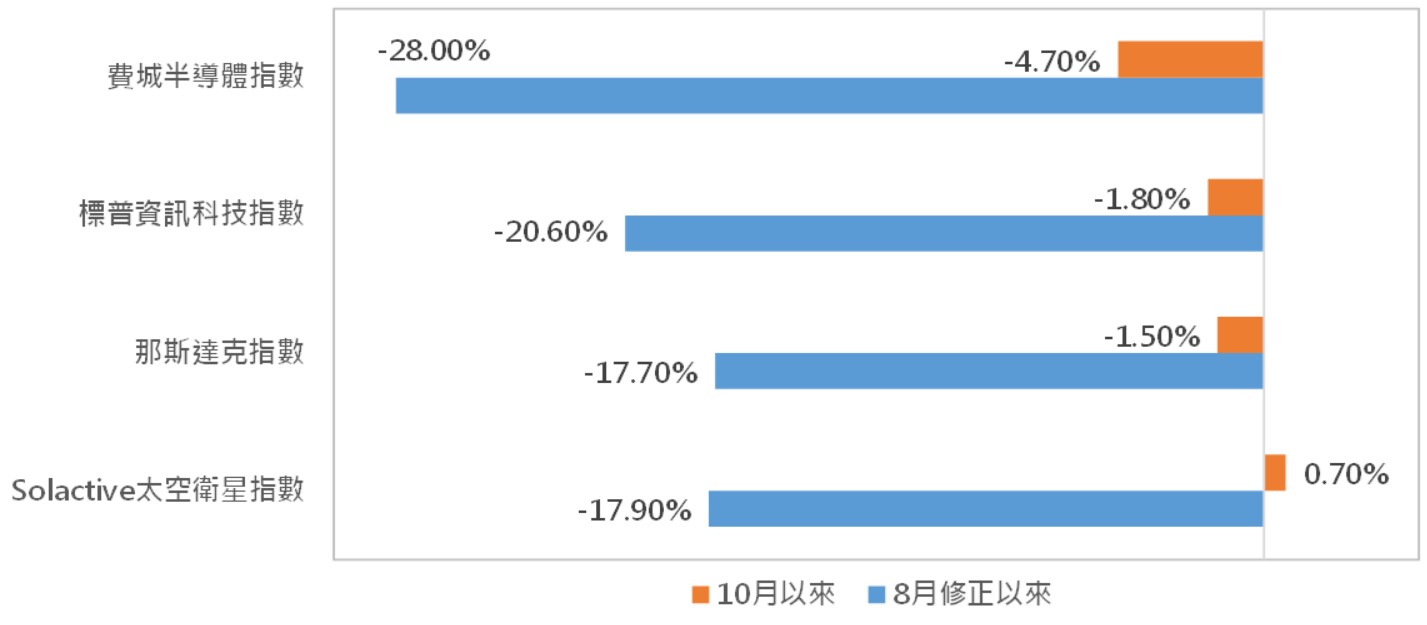 -28.00%
費城半導體指數
-4.70%
標普資訊科技指數
-1.80%
-20.60%
那斯達克指數
-1.50%
-17.70%
Solactive太空衛星指數
0.70%
-17.90%
10月以來 8月修正以來